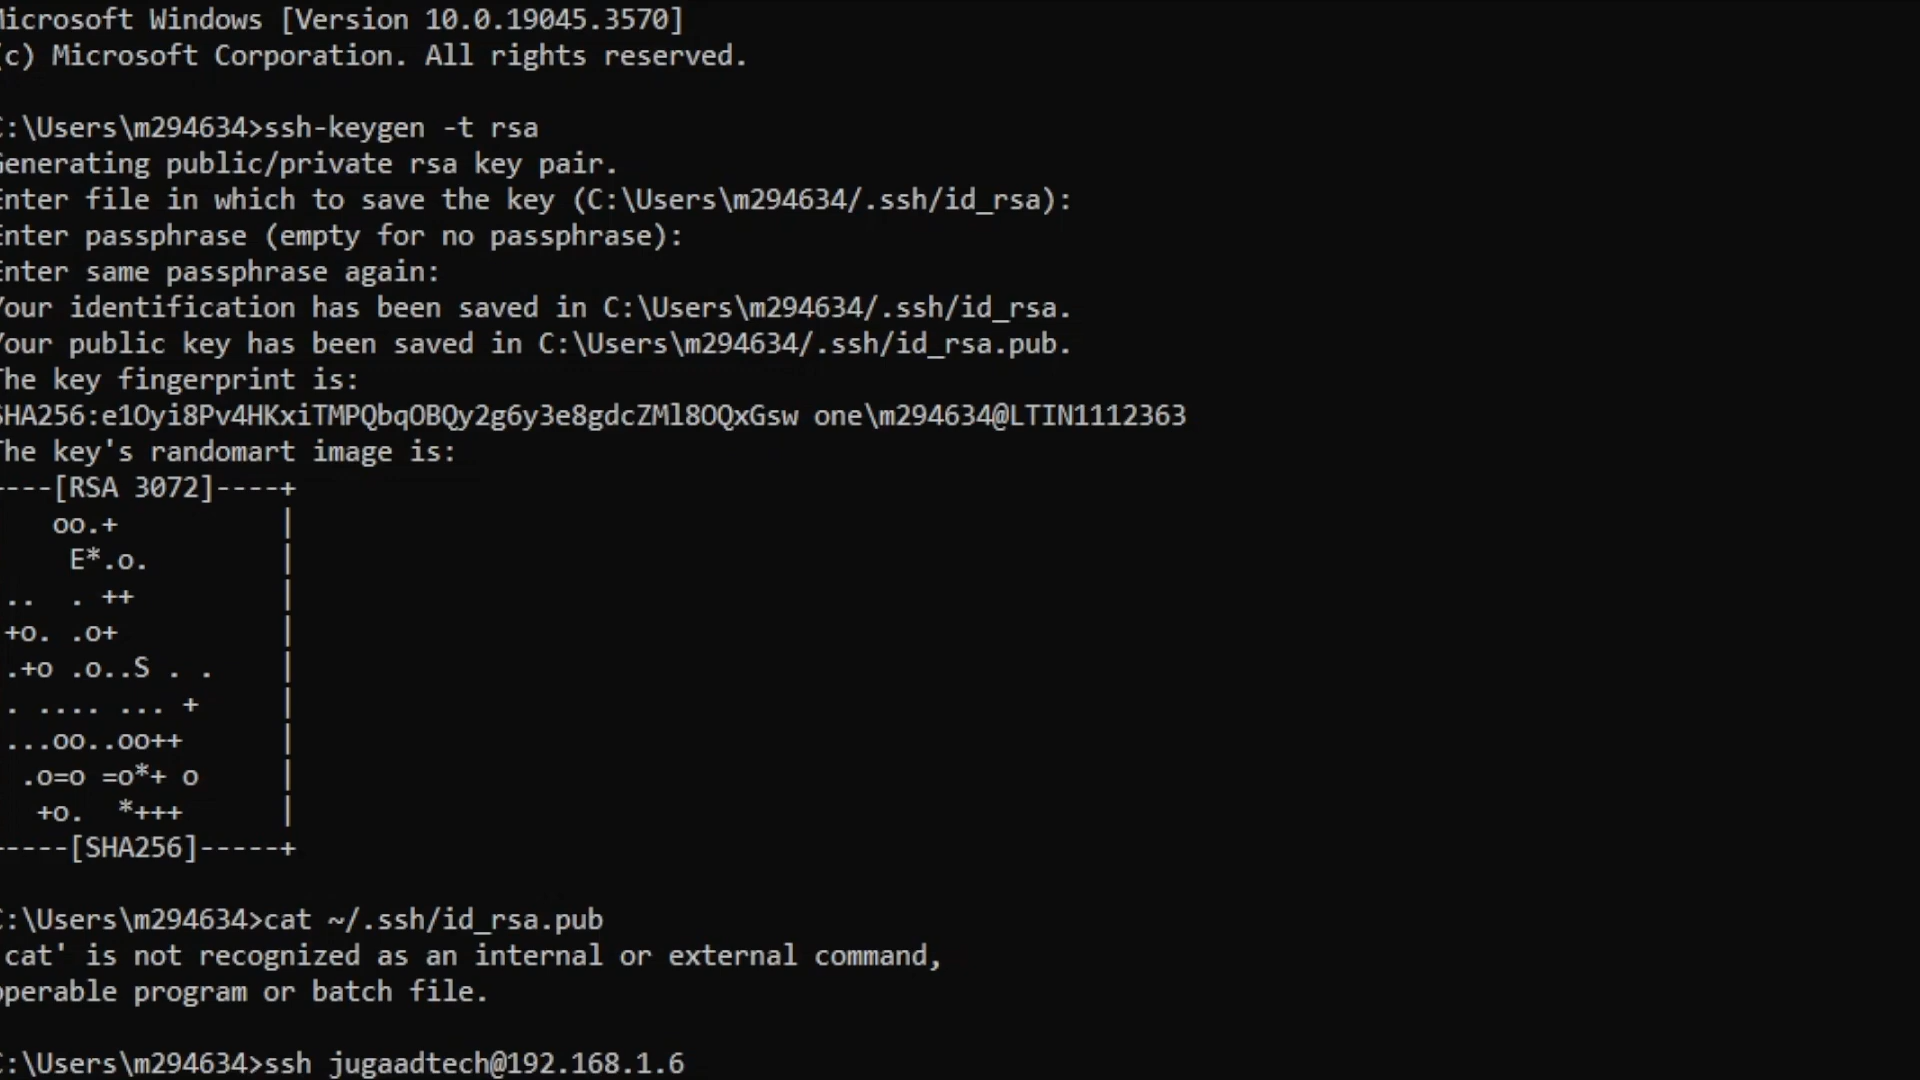 Microsoft Windows [Version 10.0.19045.3570]
(c) Microsoft Corporation. All rights reserved.

C:\Users\m294634>ssh-keygen -t rsa
Generating public/private rsa key pair.
Enter file in which to save the key (C:\Users\m294634/.ssh/id_rsa):
Enter passphrase (empty for no passphrase):
Enter same passphrase again:
Your identification has been saved in C:\Users\m294634/.ssh/id_rsa.
Your public key has been saved in C:\Users\m294634/.ssh/id_rsa.pub.
The key fingerprint is:
SHA256:e1Oyi8Pv4HKxiTMPQbqOBQy2g6y3e8gdcZMl8OQxGsw one\m294634@LTIN1112363
The key's randomart image is:
----[RSA 3072]----+
   oo.+          |
    E*.o.        |
..  . ++         |
+o. .o+          |
.+o .o..S . .    |
. .... ... +     |
...oo..oo++      |
 .o=o =o*+ o     |
  +o.  *+++      |
-----[SHA256]-----+

C:\Users\m294634>cat ~/.ssh/id_rsa.pub
cat' is not recognized as an internal or external command,
operable program or batch file.

C:\Users\m294634>ssh jugaadtech@192.168.1.6